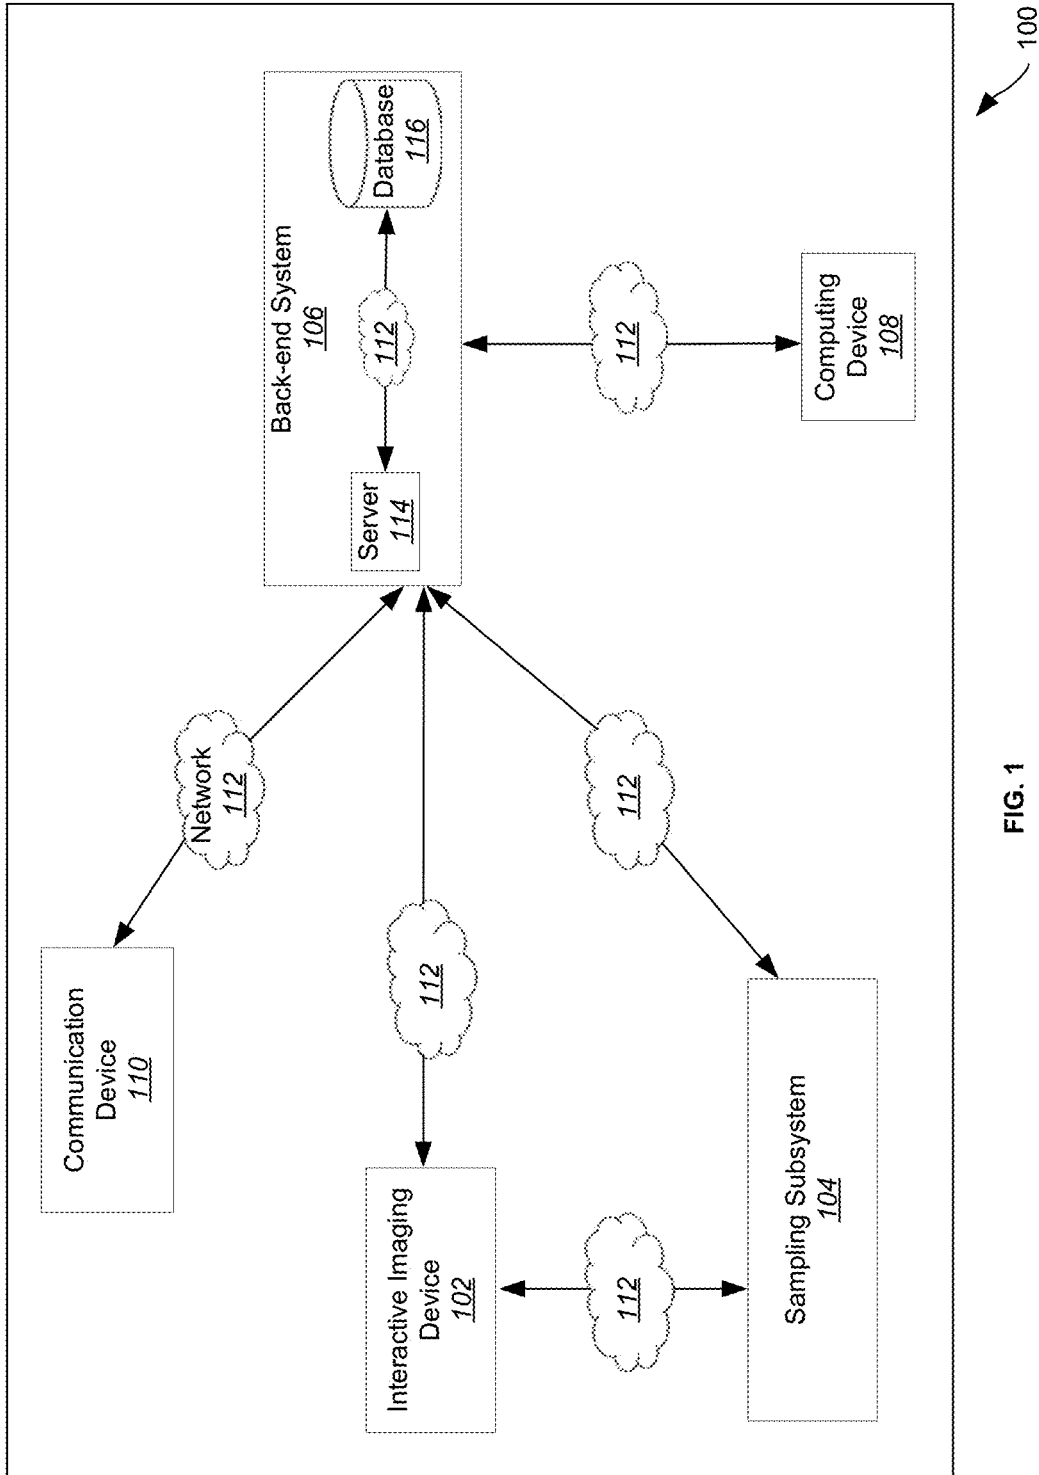 100
Communication
Device
110
Network
112
Back-end System
106
Server
114
112
Database
116
Interactive Imaging
Device
102
112
112
112
112
Sampling Subsystem
104
Computing
Device
108
FIG. 1